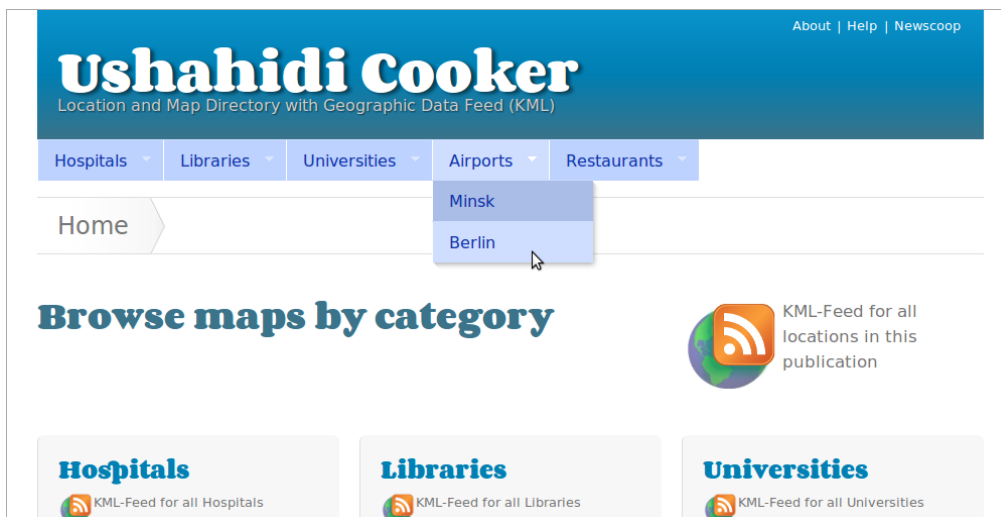 About | Help | Newscoop
Ushahidi Cooker
Location and Map Directory with Geographic Data Feed (KML)
Hospitals Libraries Universities Airports Restaurants
Minsk
Berlin
Home
Browse maps by category
KML-Feed for all
locations in this
publication
Hospitals
KML-Feed for all Hospitals
Libraries
KML-Feed for all Libraries
Universities
KML-Feed for all Universities